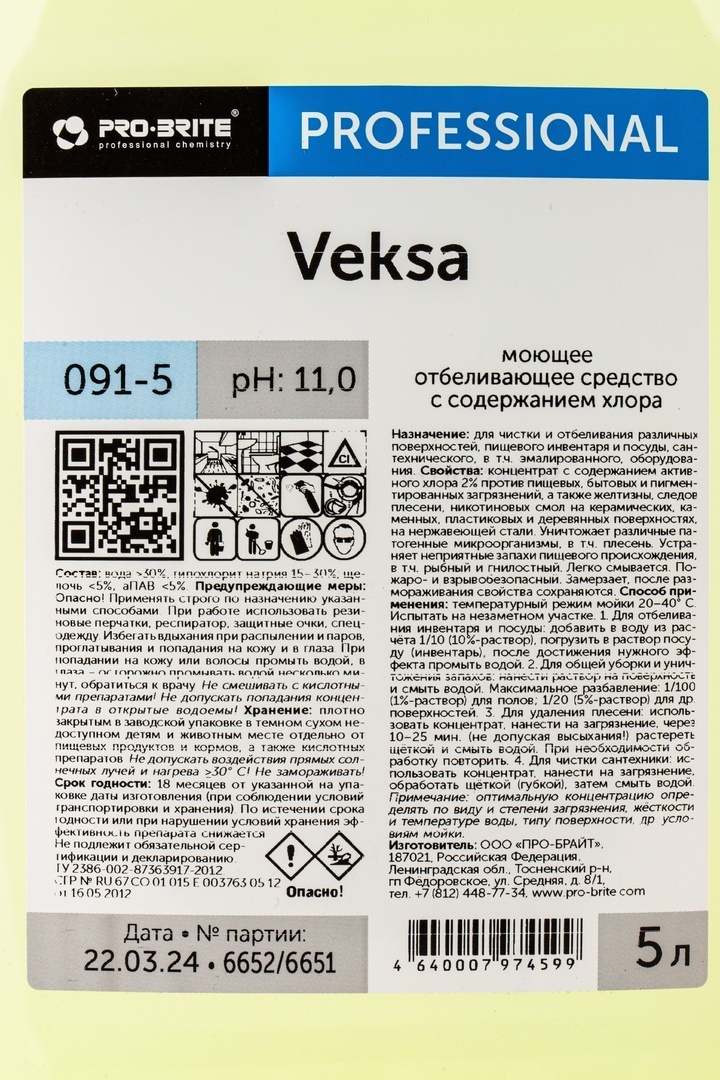 PRO-BRITE®
professional chemistry
PROFESSIONAL
Veksa
091-5
pH: 11,0
моющее
отбеливающее средство
с содержанием хлора
Cl
Состав: вода >30%, гипохлорит натрия 15-30%, ще-
лочь <5%, аПАВ <5%. Предупреждающие меры:
Опасно! Применять строго по назначению указан-
ными способами. При работе использовать рези-
новые перчатки, респиратор, защитные очки, спец-
одежду. Избегать вдыхания при распылении и паров,
проглатывания и попадания на кожу и в глаза. При
попадании на кожу или волосы промыть водой, в
глаза – осторожно промывать водой несколько ми-
нут, обратиться к врачу. Не смешивать с кислотны-
ми препаратами! Не допускать попадания концен-
трата в открытые водоемы! Хранение: плотно
закрытым в заводской упаковке в темном сухом не-
доступном детям и животным месте отдельно от
пищевых продуктов и кормов, а также кислотных
препаратов. Не допускать воздействия прямых сол-
нечных лучей и нагрева ≥30° С! Не замораживать!
Срок годности: 18 месяцев от указанной на упа-
ковке даты изготовления (при соблюдении условий
транспортировки и хранения). По истечении срока
годности или при нарушении условий хранения эф-
фективность препарата снижается
Не подлежит обязательной сер-
тификации и декларированию.
ТУ 2386-002-87363917-2012
СГР № RU 67 CO 01 015 E 003763 05 12
от 16 05 2012
Опасно!
Назначение: для чистки и отбеливания различных
поверхностей, пищевого инвентаря и посуды, сан-
технического, в т.ч. эмалированного, оборудова-
ния. Свойства: концентрат с содержанием актив-
ного хлора 2% против пищевых, бытовых и пигмен-
тированных загрязнений, а также желтизны, следов
плесени, никотиновых смол на керамических, ка-
менных, пластиковых и деревянных поверхностях,
на нержавеющей стали. Уничтожает различные па-
тогенные микроорганизмы, в т.ч. плесень. Устра-
няет неприятные запахи пищевого происхождения,
в т.ч. рыбный и гнилостный. Легко смывается. По-
жаро- и взрывобезопасный. Замерзает, после раз-
мораживания свойства сохраняются. Способ при-
менения: температурный режим мойки 20-40° С.
Испытать на незаметном участке. 1. Для отбелива-
ния инвентаря и посуды: добавить в воду из рас-
чёта 1/10 (10%-раствор), погрузить в раствор посу-
ду (инвентарь), после достижения нужного эф-
фекта промыть водой. 2. Для общей уборки и унич-
тожения запахов: нанести раствор на поверхность
и смыть водой. Максимальное разбавление: 1/100
(1%-раствор) для полов; 1/20 (5%-раствор) для др.
поверхностей. 3. Для удаления плесени: исполь-
зовать концентрат, нанести на загрязнение, через
10-25 мин. (не допуская высыхания!) растереть
щёткой и смыть водой. При необходимости об-
работку повторить. 4. Для чистки сантехники: ис-
пользовать концентрат, нанести на загрязнение,
обработать щёткой (губкой), затем смыть водой.
Примечание: оптимальную концентрацию опре-
делять по виду и степени загрязнения, жёсткости
и температуре воды, типу поверхности, др усло-
виям мойки.
Изготовитель: ООО «ПРО-БРАЙТ»,
187021, Российская Федерация,
Ленинградская обл., Тосненский р-н,
гп Фёдоровское, ул. Средняя, д. 8/1,
тел. +7 (812) 448-77-34, www.pro-brite com
Дата • № партии:
22.03.24 • 6652/6651
4 640007 974599
5 л